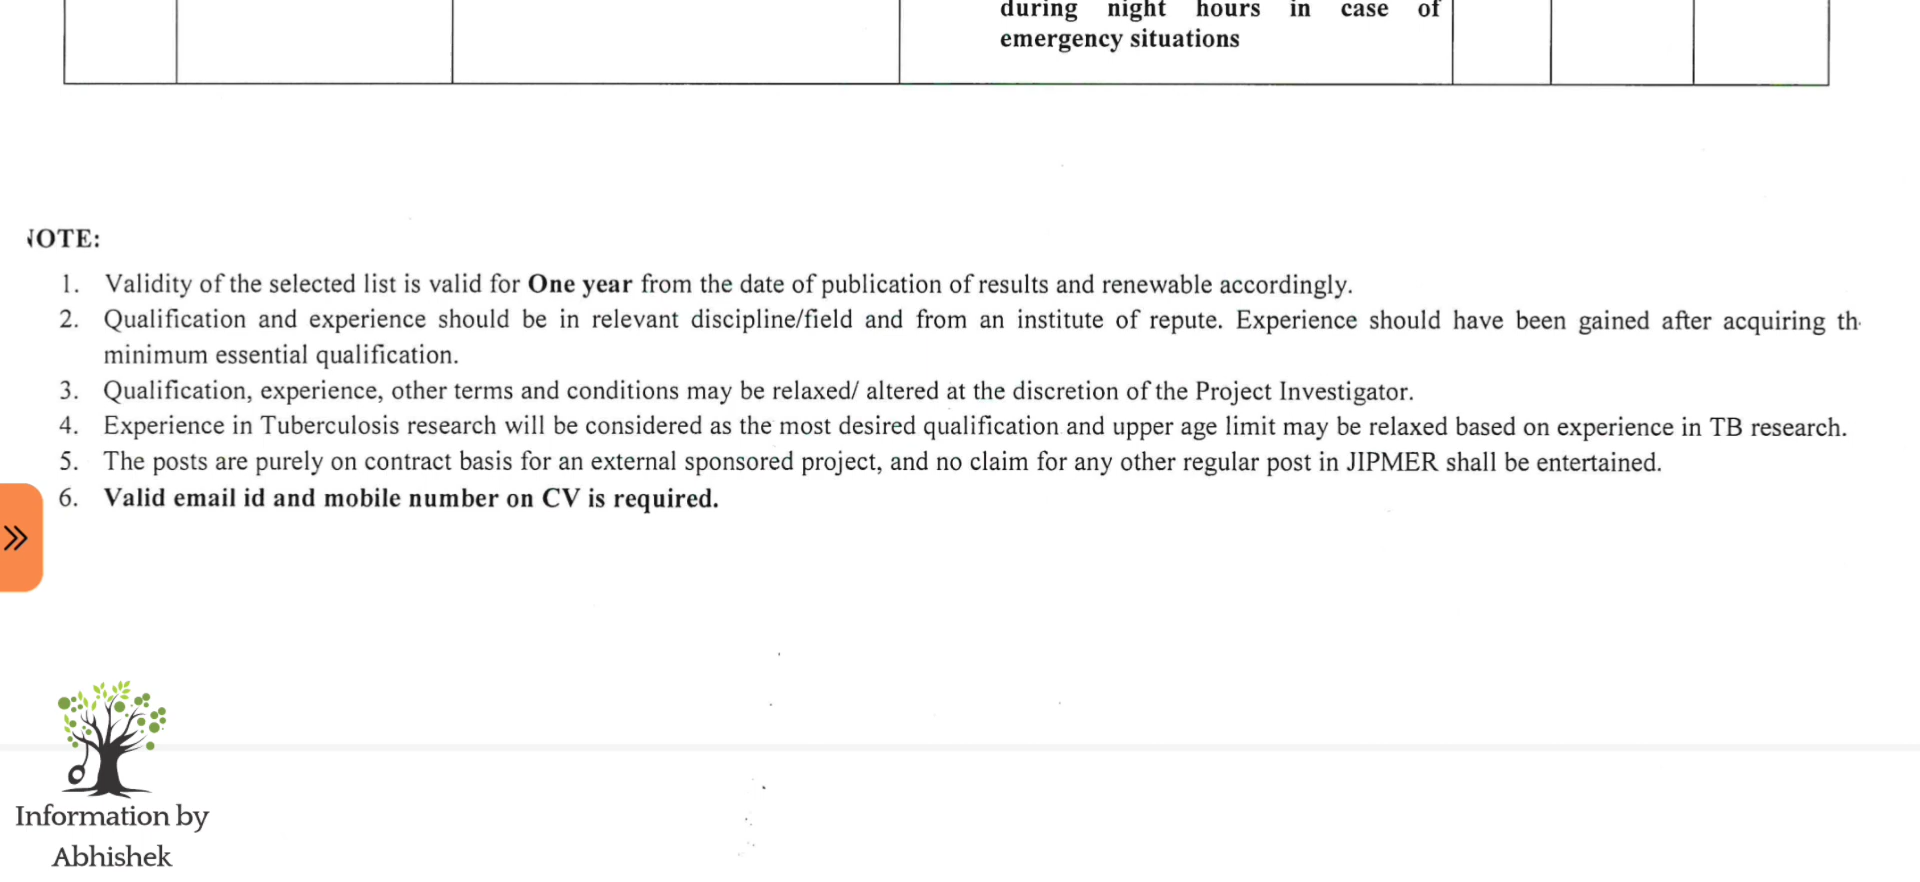 during night hours in case of
emergency situations
NOTE:
1. Validity of the selected list is valid for One year from the date of publication of results and renewable accordingly.
2. Qualification and experience should be in relevant discipline/field and from an institute of repute. Experience should have been gained after acquiring th
minimum essential qualification.
3. Qualification, experience, other terms and conditions may be relaxed/ altered at the discretion of the Project Investigator.
4. Experience in Tuberculosis research will be considered as the most desired qualification and upper age limit may be relaxed based on experience in TB research.
5. The posts are purely on contract basis for an external sponsored project, and no claim for any other regular post in JIPMER shall be entertained.
6. Valid email id and mobile number on CV is required.
Information by
Abhishek